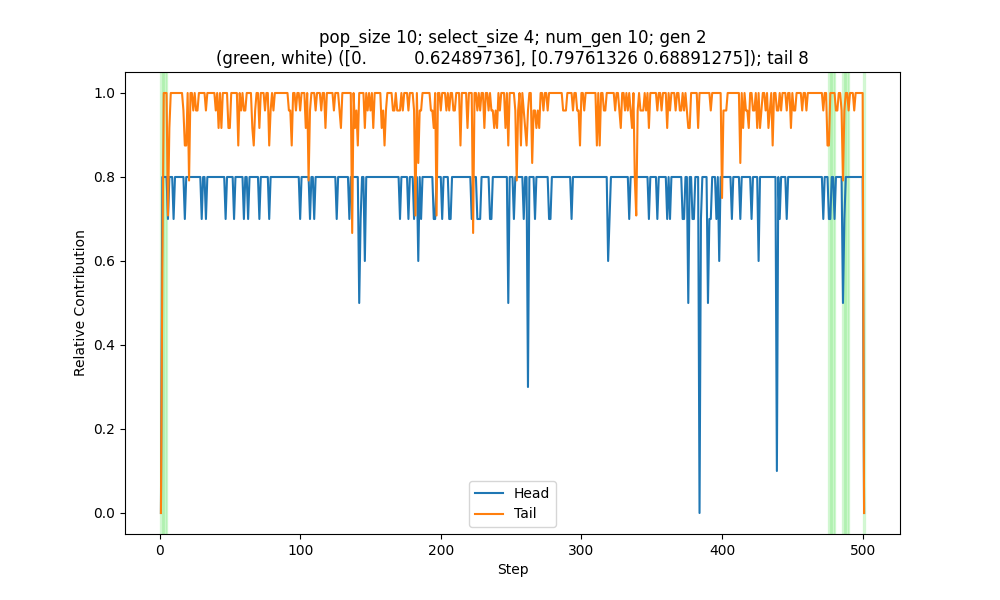 pop_size 10; select_size 4; num_gen 10; gen 2
(green, white) ([0.         0.62489736], [0.79761326 0.68891275]); tail 8
1.0
0.8
0.6
0.4
0.2
0.0
Relative Contribution
Head
Tail
0
100
200
300
400
500
Step